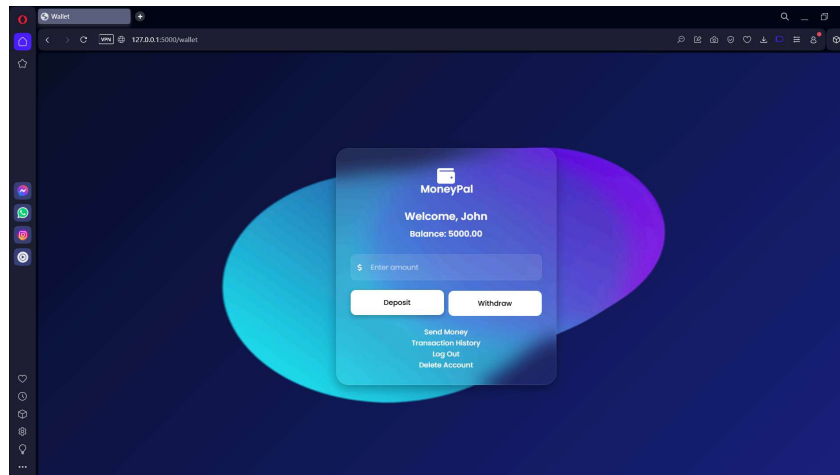 Wallet
VPN 127.0.0.1:5000/wallet
MoneyPal
Welcome, John
Balance: 5000.00
$ Enter amount
Deposit Withdraw
Send Money
Transaction History
Log Out
Delete Account